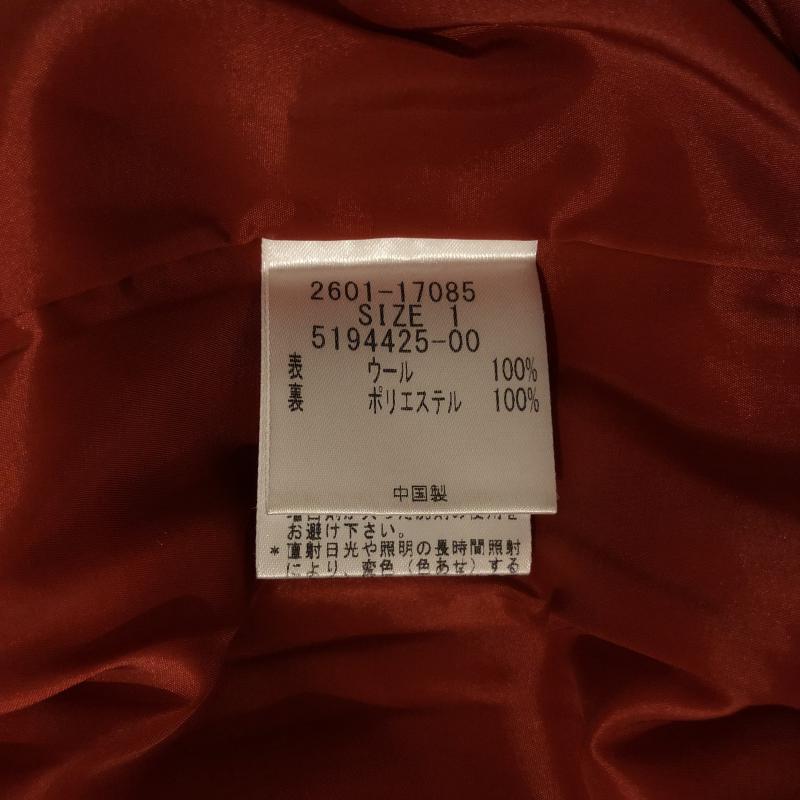 2601-17085
SIZE 1
5194425-00
表 ウール 100%
裏 ポリエステル 100%
中国製
お避け下さい。
*直射日光や照明の長時間照射
により、変色(色あせ)する